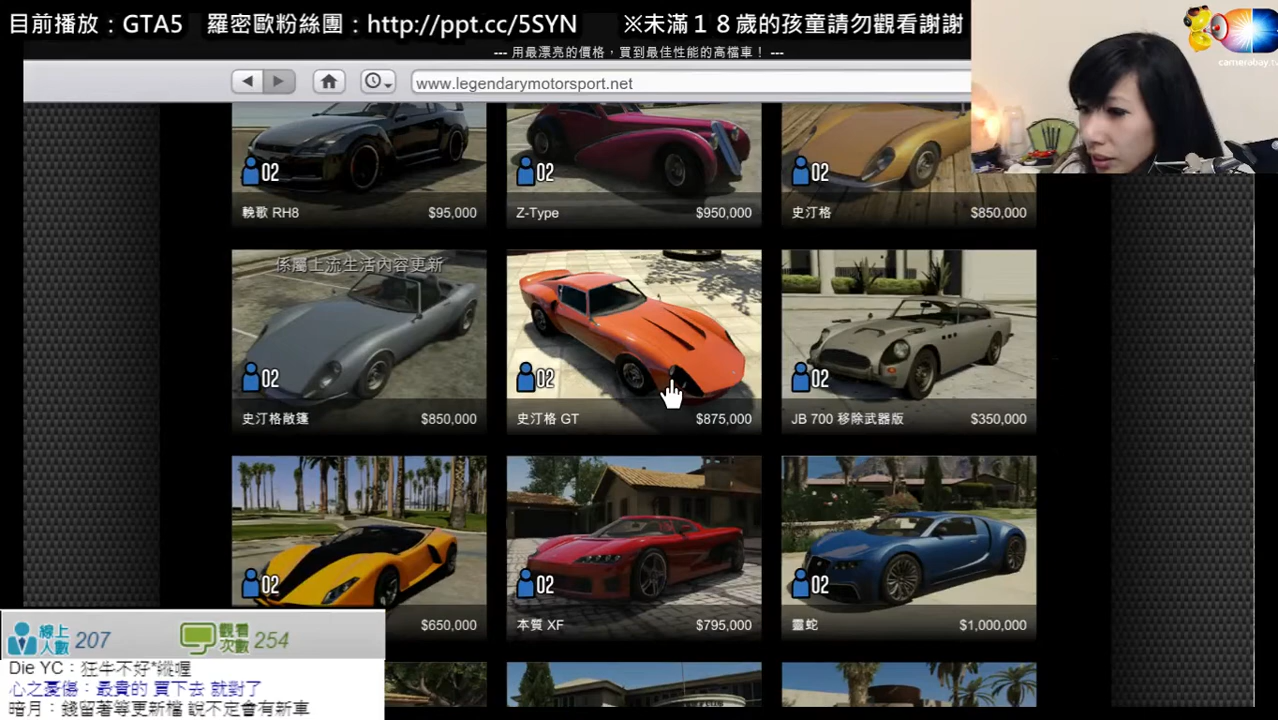 目前播放：GTA5 羅密歐粉絲團：http://ppt.cc/5SYN ※未滿１８歲的孩童請勿觀看謝謝
--- 用最漂亮的價格，買到最佳性能的高檔車！ ---
camerabay.tv
www.legendarymotorsport.net
02 02 02
輓歌 RH8 $95,000 Z-Type $950,000 史汀格 $850,000
係屬上流生活內容更新
02 02 02
史汀格敞篷 $850,000 史汀格 GT $875,000 JB 700 移除武器版 $350,000
02 02 02
$650,000 本質 XF $795,000 靈蛇 $1,000,000
線上人數 207 觀看次數 254
Die YC：狂牛不好*縱喔
心之憂傷：最貴的 買下去 就對了
暗月：錢留著等更新檔 說不定會有新車